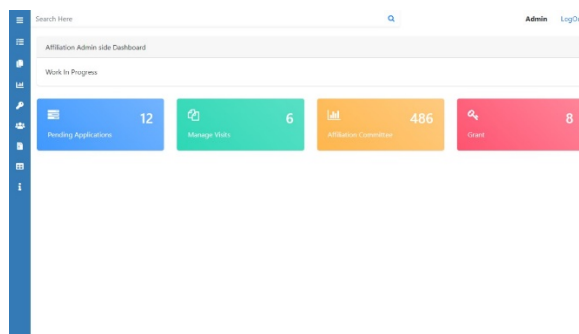 Search Here
Admin LogOu
Affiliation Admin side Dashboard
Work In Progress
12
Pending Applications
6
Manage Visits
486
Affiliation Committee
8
Grant